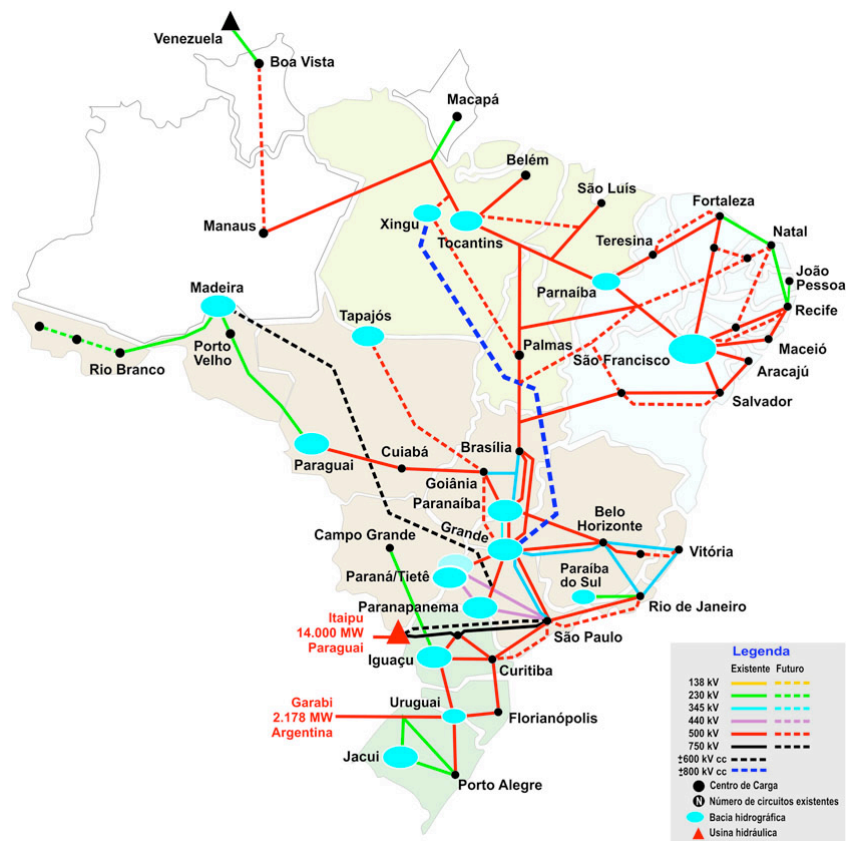 Venezuela
Boa Vista
Macapá
Belém
São Luís
Fortaleza
Xingu
Tocantins
Teresina
Natal
Manaus
João
Pessoa
Madeira
Parnaíba
Recife
Tapajós
Porto
Velho
Palmas
São Francisco
Maceió
Rio Branco
Aracajú
Salvador
Brasília
Cuiabá
Paraguai
Goiânia
Paranaíba
Belo
Horizonte
Grande
Campo Grande
Vitória
Paraíba
do Sul
Paraná/Tietê
Paranapanema
Rio de Janeiro
Itaipu
14.000 MW
Paraguai
São Paulo
Iguaçu
Curitiba
Garabi
2.178 MW
Argentina
Uruguai
Florianópolis
Jacui
Porto Alegre
Legenda
Existente Futuro
138 kV
230 kV
345 kV
440 kV
500 kV
750 kV
±600 kV cc
±800 kV cc
Centro de Carga
N Número de circuitos existentes
Bacia hidrográfica
Usina hidráulica